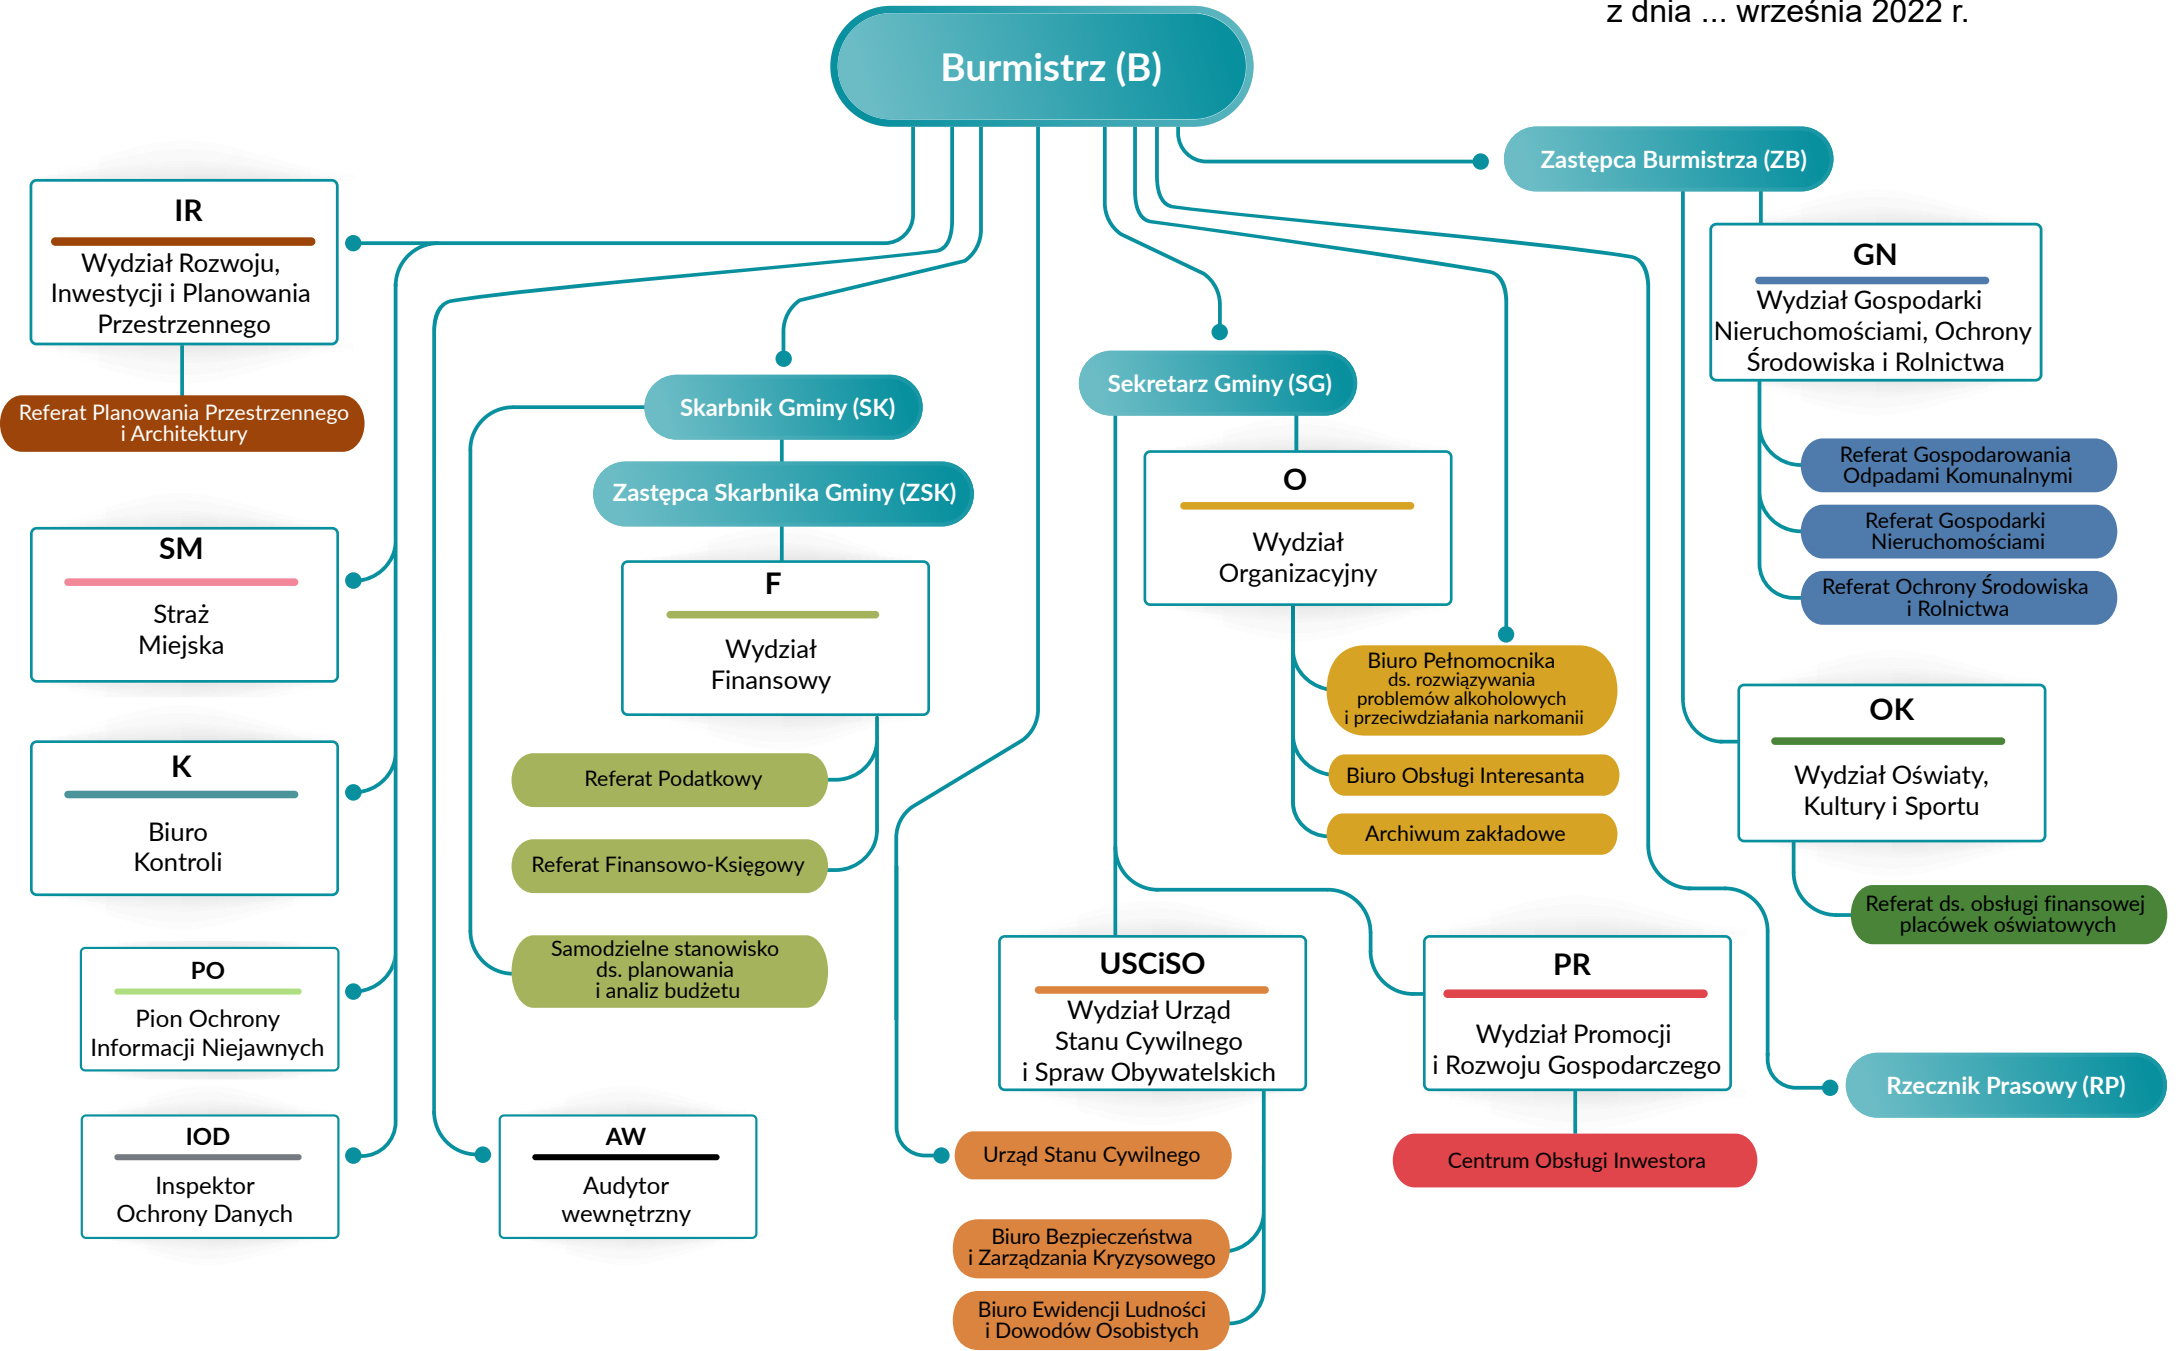 z dnia ... września 2022 r.
Burmistrz (B)
Zastępca Burmistrza (ZB)
IR
Wydział Rozwoju,
Inwestycji i Planowania
Przestrzennego
Referat Planowania Przestrzennego
i Architektury
SM
Straż
Miejska
K
Biuro
Kontroli
PO
Pion Ochrony
Informacji Niejawnych
IOD
Inspektor
Ochrony Danych
AW
Audytor
wewnętrzny
Skarbnik Gminy (SK)
Zastępca Skarbnika Gminy (ZSK)
F
Wydział
Finansowy
Referat Podatkowy
Referat Finansowo-Księgowy
Samodzielne stanowisko
ds. planowania
i analiz budżetu
Sekretarz Gminy (SG)
O
Wydział
Organizacyjny
Biuro Pełnomocnika
ds. rozwiązywania
problemów alkoholowych
i przeciwdziałania narkomanii
Biuro Obsługi Interesanta
Archiwum zakładowe
USCiSO
Wydział Urząd
Stanu Cywilnego
i Spraw Obywatelskich
Urząd Stanu Cywilnego
Biuro Bezpieczeństwa
i Zarządzania Kryzysowego
Biuro Ewidencji Ludności
i Dowodów Osobistych
PR
Wydział Promocji
i Rozwoju Gospodarczego
Centrum Obsługi Inwestora
GN
Wydział Gospodarki
Nieruchomościami, Ochrony
Środowiska i Rolnictwa
Referat Gospodarowania
Odpadami Komunalnymi
Referat Gospodarki
Nieruchomościami
Referat Ochrony Środowiska
i Rolnictwa
OK
Wydział Oświaty,
Kultury i Sportu
Referat ds. obsługi finansowej
placówek oświatowych
Rzecznik Prasowy (RP)